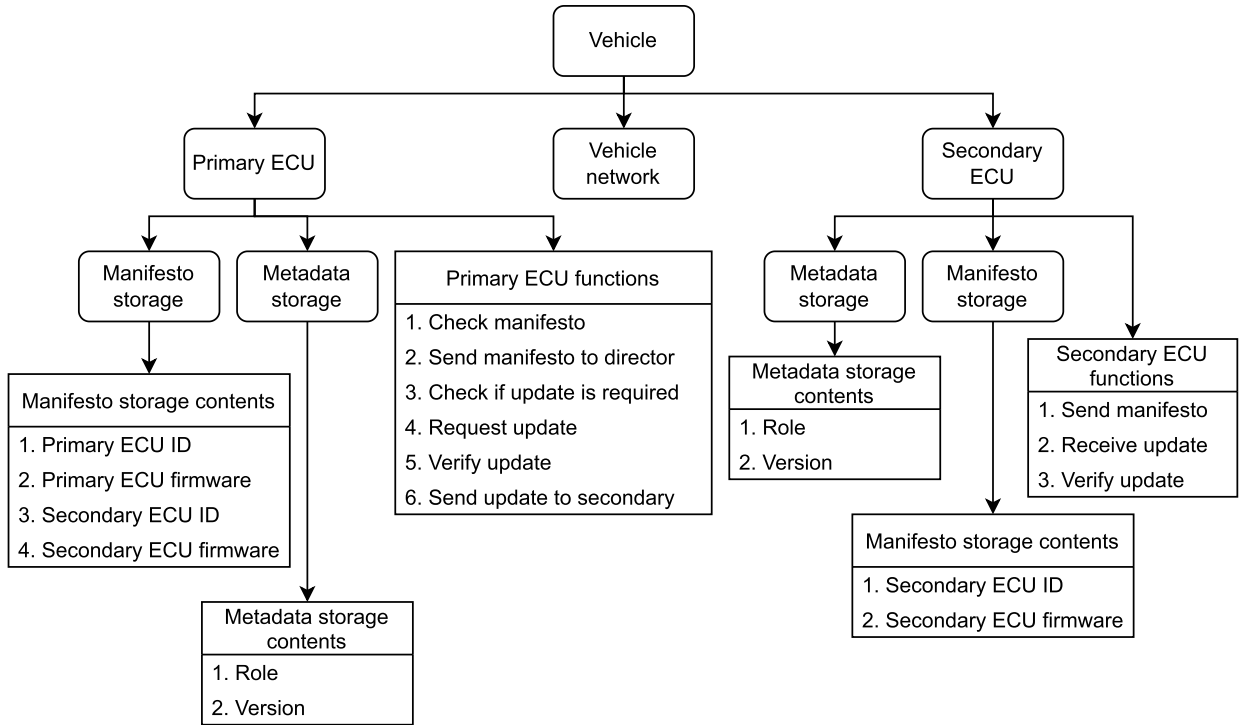 Vehicle
Primary ECU
Vehicle
network
Secondary
ECU
Manifesto
storage
Metadata
storage
Primary ECU functions
1. Check manifesto
2. Send manifesto to director
3. Check if update is required
4. Request update
5. Verify update
6. Send update to secondary
Metadata
storage
Manifesto
storage
Secondary ECU
functions
1. Send manifesto
2. Receive update
3. Verify update
Manifesto storage contents
1. Primary ECU ID
2. Primary ECU firmware
3. Secondary ECU ID
4. Secondary ECU firmware
Metadata storage
contents
1. Role
2. Version
Manifesto storage contents
1. Secondary ECU ID
2. Secondary ECU firmware
Metadata storage
contents
1. Role
2. Version